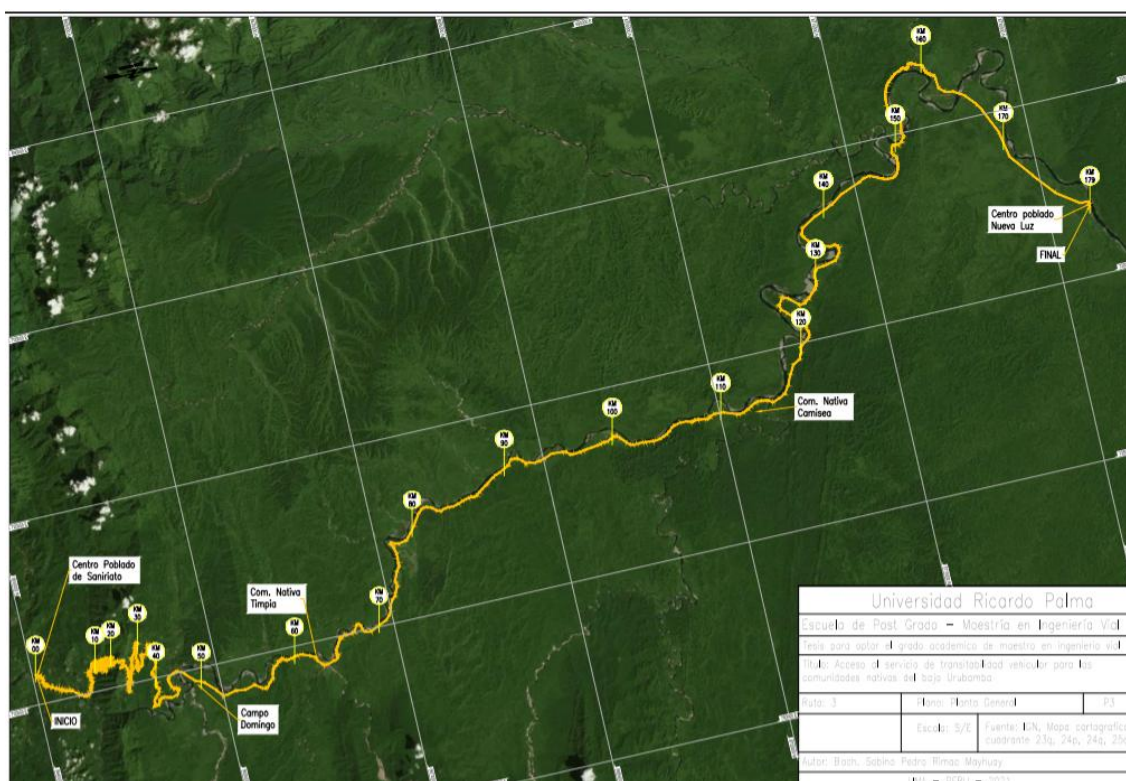 KM
160
KM
150
KM
170
KM
140
KM
179
Centro poblado
Nueva Luz
FINAL
KM
130
KM
120
KM
110
Com. Nativa
Camisea
KM
100
KM
90
KM
80
Centro Poblado
de Saniriato
KM
00
KM
10
KM
20
KM
30
KM
40
KM
50
KM
60
KM
70
Com. Nativa
Timpia
Campo
Domingo
INICIO
Universidad Ricardo Palma
Escuela de Post Grado - Maestría en Ingeniería Vial
Tesis para optar el grado academico de maestro en ingenieria vial
Título: Acceso al servicio de transitabilidad vehicular para las
comunidades nativas del bajo Urubamba
Ruta: 3
Plano: Planta General
P3
Escala: S/E
Fuente: IGN, Mapa cartografico
cuadrante 23q, 24p, 24q, 25
Autor: Bach. Sabino Pedro Rimac Mayhuay